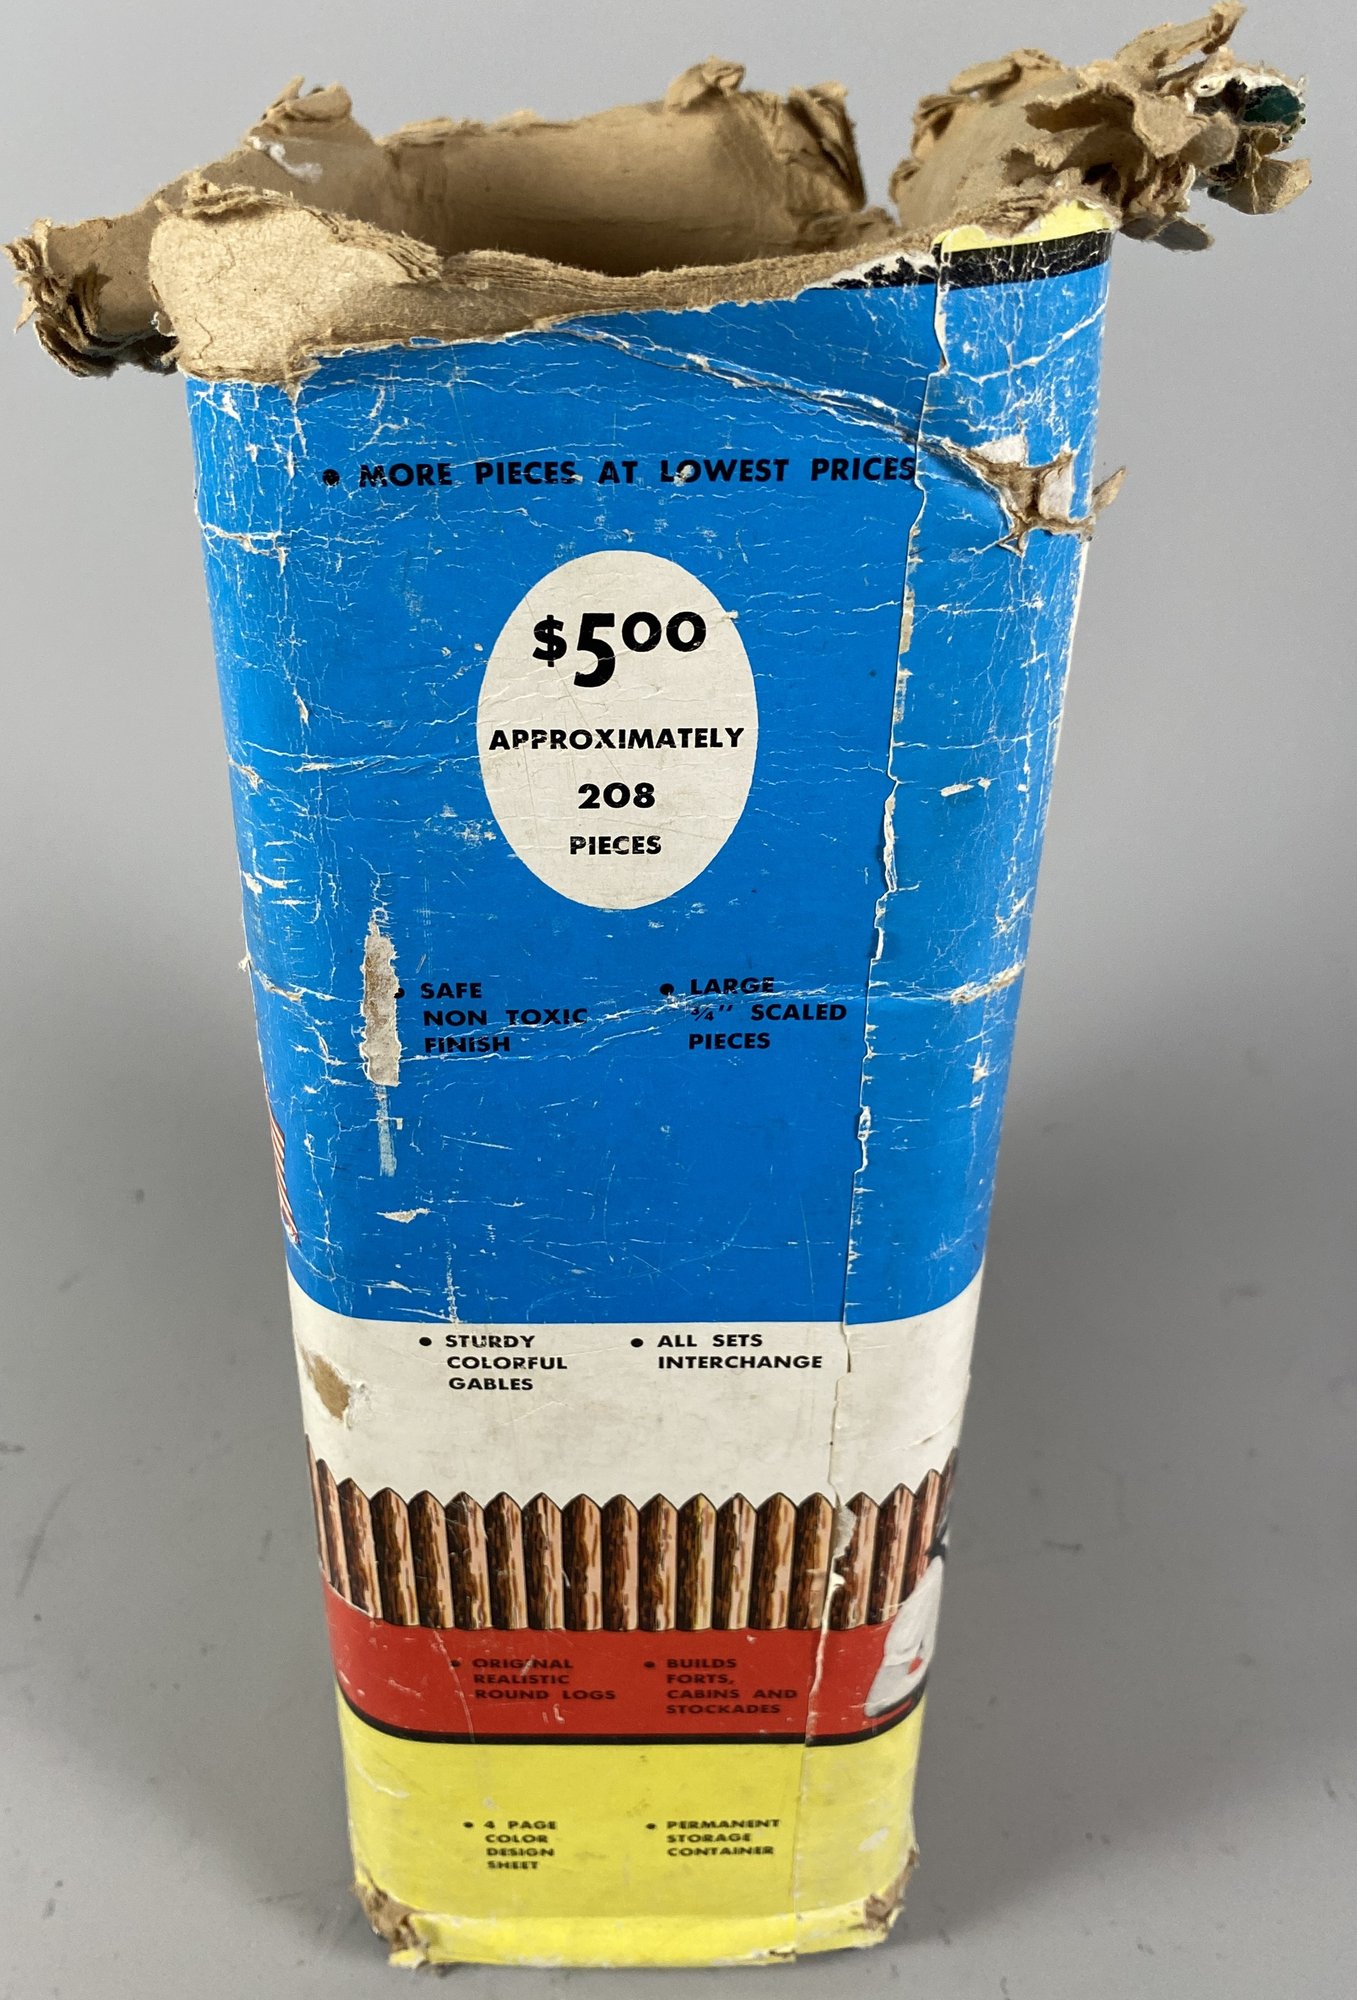 • MORE PIECES AT LOWEST PRICES
$5.00
APPROXIMATELY
208
PIECES
• SAFE
NON TOXIC
FINISH
• LARGE
3/4" SCALED
PIECES
• STURDY
COLORFUL
GABLES
• ALL SETS
INTERCHANGE
• ORIGINAL
REALISTIC
ROUND LOGS
• BUILDS
FORTS,
CABINS AND
STOCKADES
• 4 PAGE
COLOR
DESIGN
SHEET
• PERMANENT
STORAGE
CONTAINER